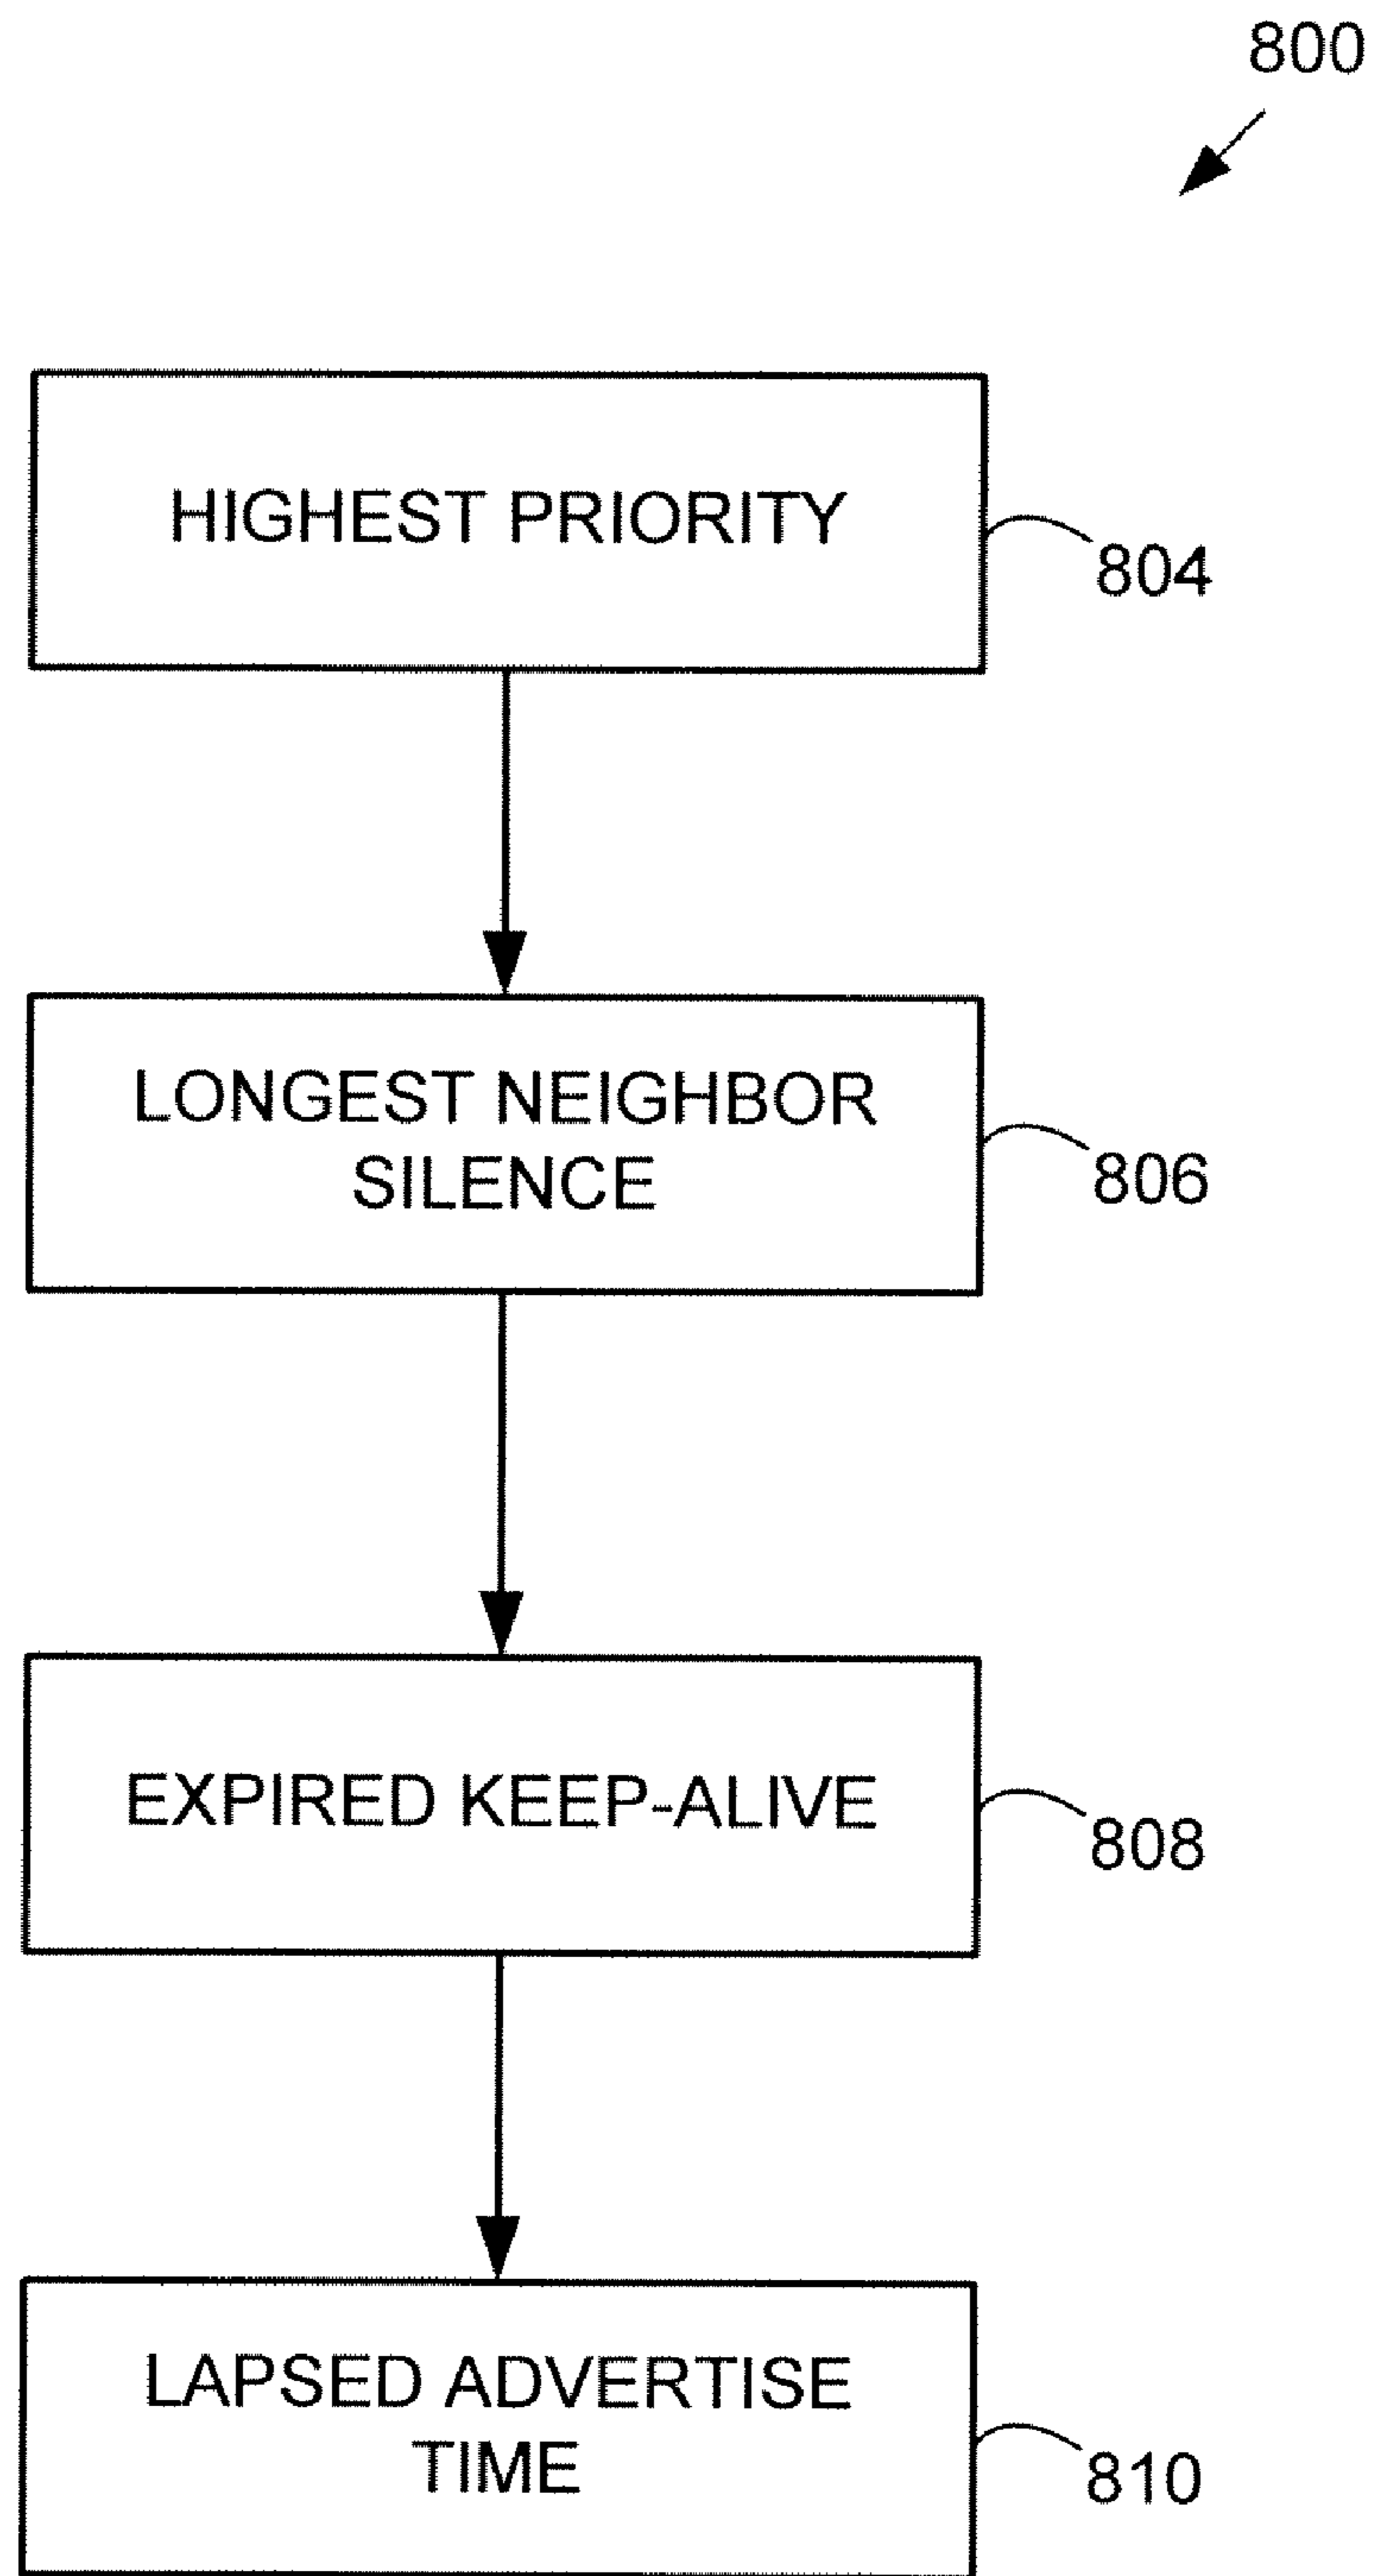 800
HIGHEST PRIORITY
804
LONGEST NEIGHBOR
SILENCE
806
EXPIRED KEEP-ALIVE
808
LAPSED ADVERTISE
TIME
810